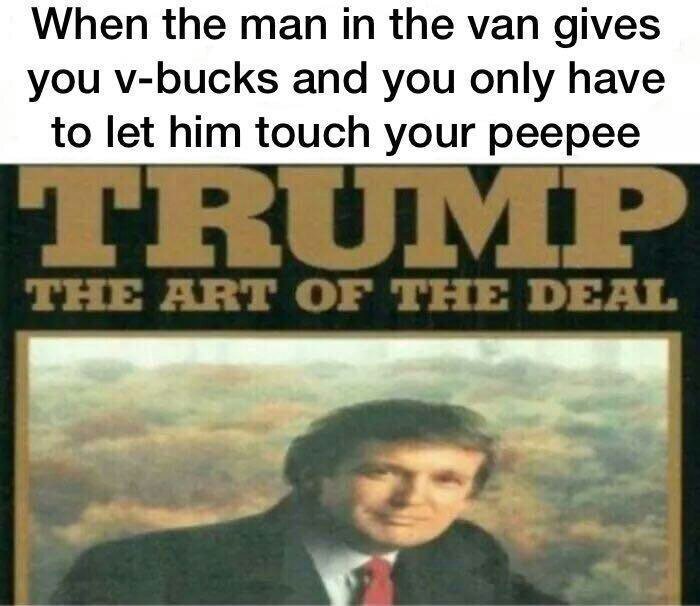 When the man in the van gives
you v-bucks and you only have
to let him touch your peepee
TRUMP
THE ART OF THE DEAL